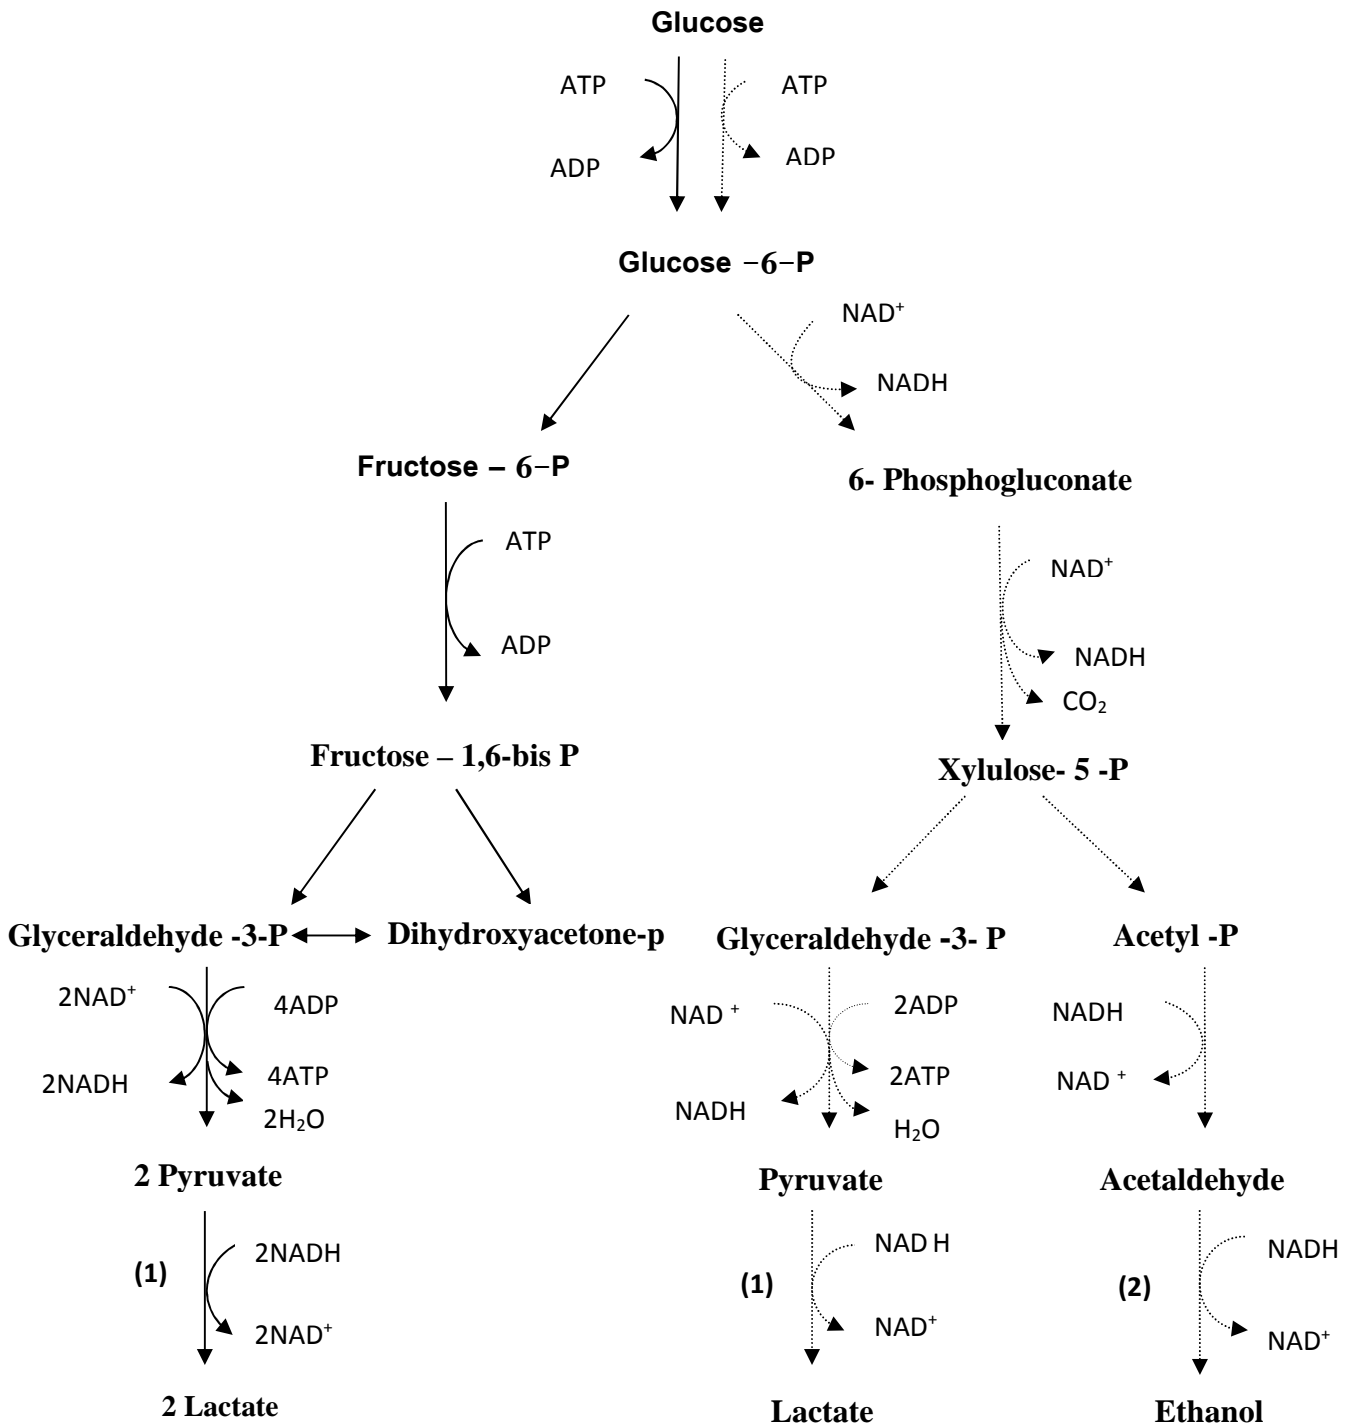 Glucose
ATP
ATP
ADP
ADP
Glucose -6-P
NAD⁺
NADH
Fructose – 6-P
6- Phosphogluconate
ATP
NAD⁺
ADP
NADH
CO₂
Fructose – 1,6-bis P
Xylulose- 5 -P
Glyceraldehyde -3-P
Dihydroxyacetone-p
Glyceraldehyde -3- P
Acetyl -P
2NAD⁺
4ADP
NAD ⁺
2ADP
NADH
2NADH
4ATP
2H₂O
NADH
2ATP
H₂O
NAD ⁺
2 Pyruvate
Pyruvate
Acetaldehyde
(1)
2NADH
2NAD⁺
(1)
NAD H
NAD⁺
(2)
NADH
NAD⁺
2 Lactate
Lactate
Ethanol